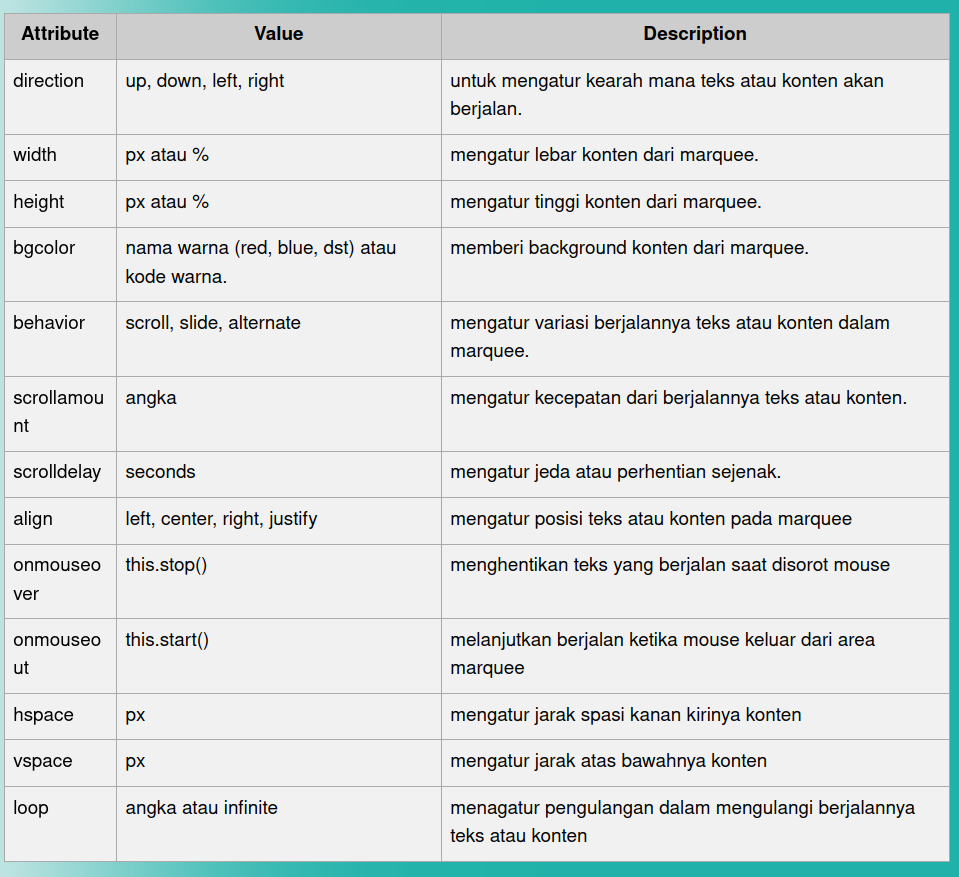 Attribute Value Description
direction up, down, left, right untuk mengatur kearah mana teks atau konten akan
berjalan.
width px atau % mengatur lebar konten dari marquee.
height px atau % mengatur tinggi konten dari marquee.
bgcolor nama warna (red, blue, dst) atau memberi background konten dari marquee.
kode warna.
behavior scroll, slide, alternate mengatur variasi berjalannya teks atau konten dalam
marquee.
scrollamou angka mengatur kecepatan dari berjalannya teks atau konten.
nt
scrolldelay seconds mengatur jeda atau perhentian sejenak.
align left, center, right, justify mengatur posisi teks atau konten pada marquee
onmouseo this.stop() menghentikan teks yang berjalan saat disorot mouse
ver
onmouseo this.start() melanjutkan berjalan ketika mouse keluar dari area
ut marquee
hspace px mengatur jarak spasi kanan kirinya konten
vspace px mengatur jarak atas bawahnya konten
loop angka atau infinite menagatur pengulangan dalam mengulangi berjalannya
teks atau konten